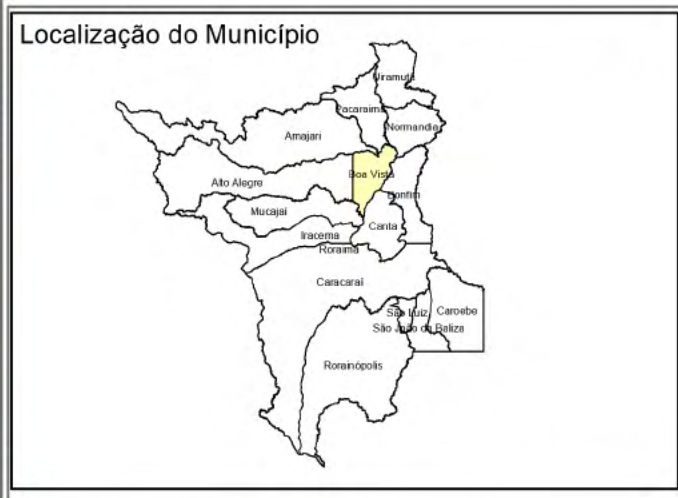 Localização do Município
Uiramutã
Pacaraima
Normandia
Amajari
Boa Vista
Alto Alegre
Bonfim
Mucajaí
Cantá
Iracema
Roraima
Caracaraí
São Luiz
Caroebe
São João da Baliza
Rorainópolis